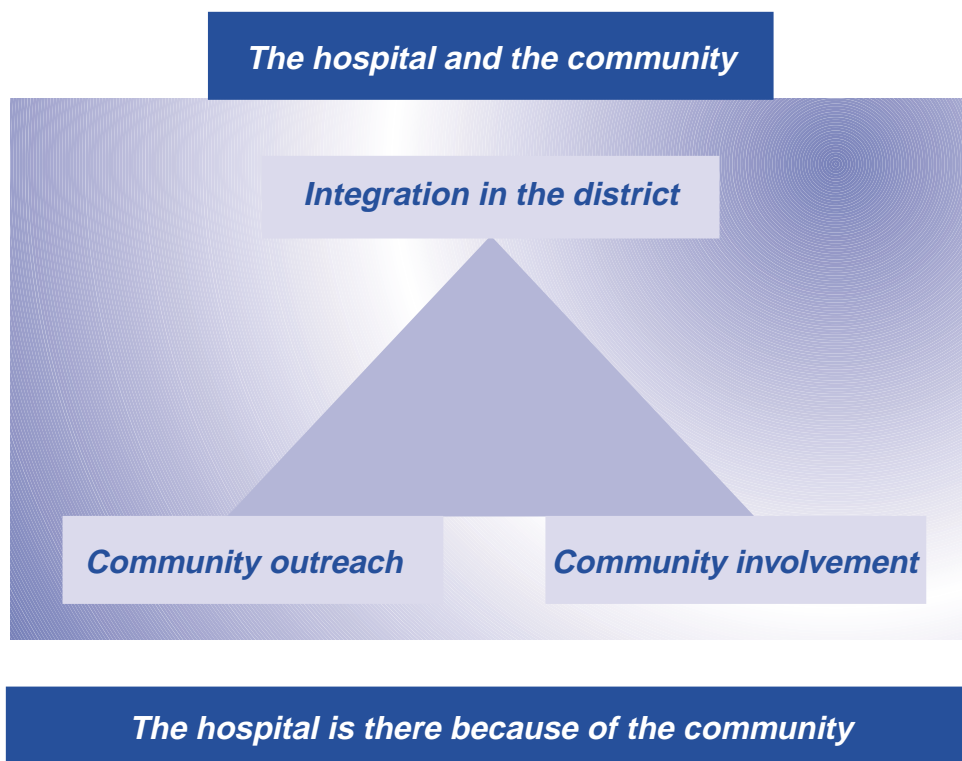 The hospital and the community
Integration in the district
Community outreach
Community involvement
The hospital is there because of the community